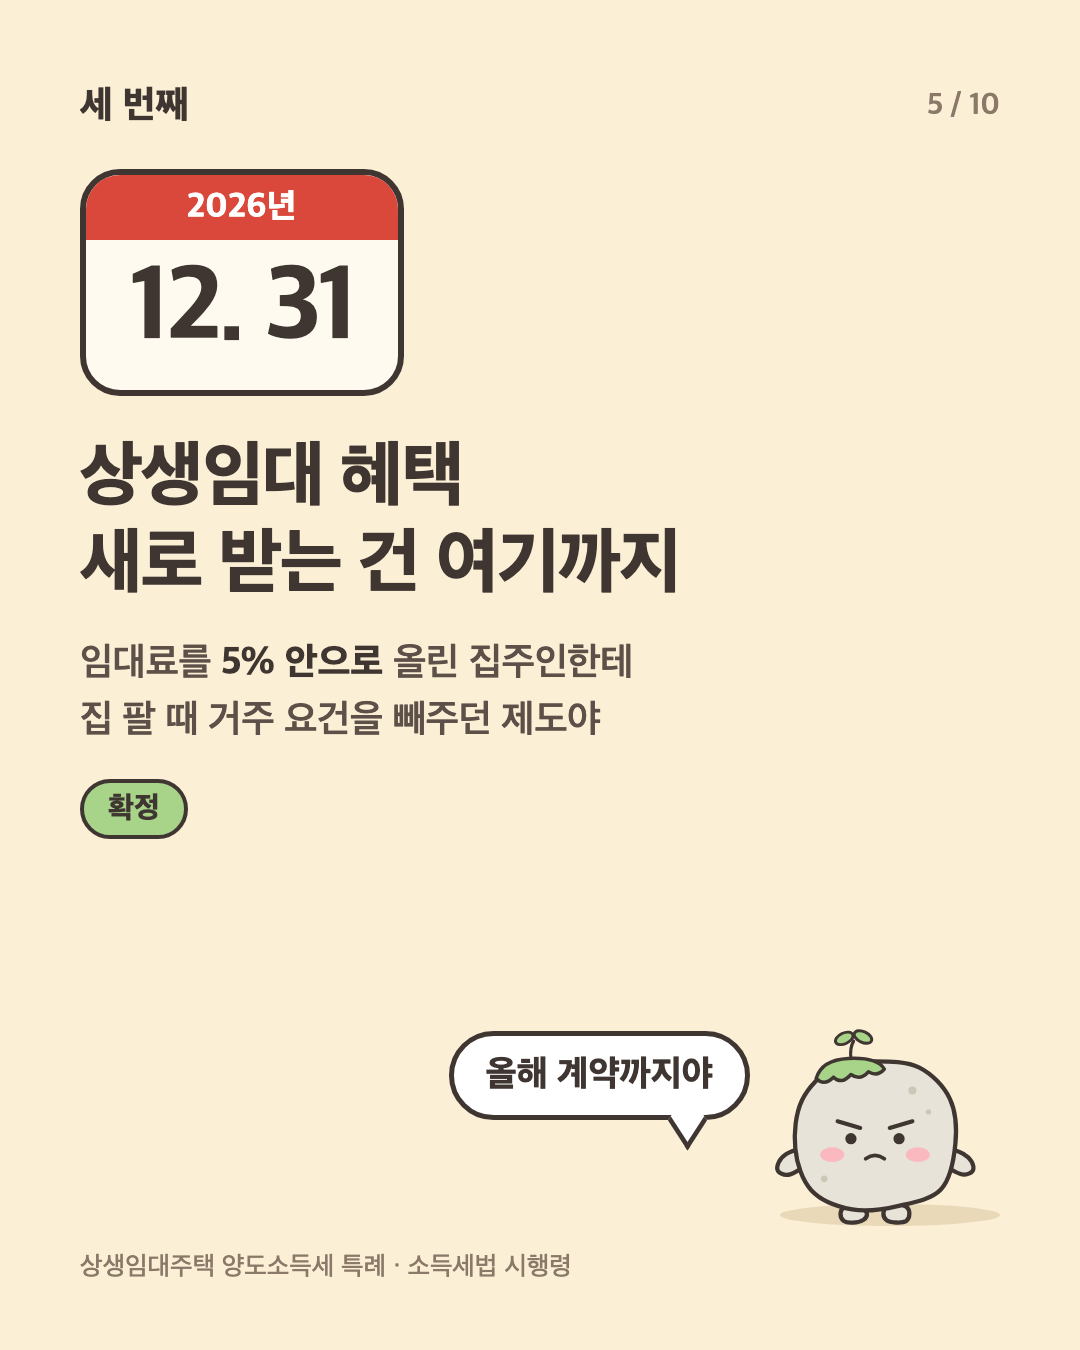 세 번째
5 / 10
2026년
12. 31
상생임대 혜택
새로 받는 건 여기까지
임대료를 5% 안으로 올린 집주인한테
집 팔 때 거주 요건을 빼주던 제도야
확정
올해 계약까지야
상생임대주택 양도소득세 특례 · 소득세법 시행령